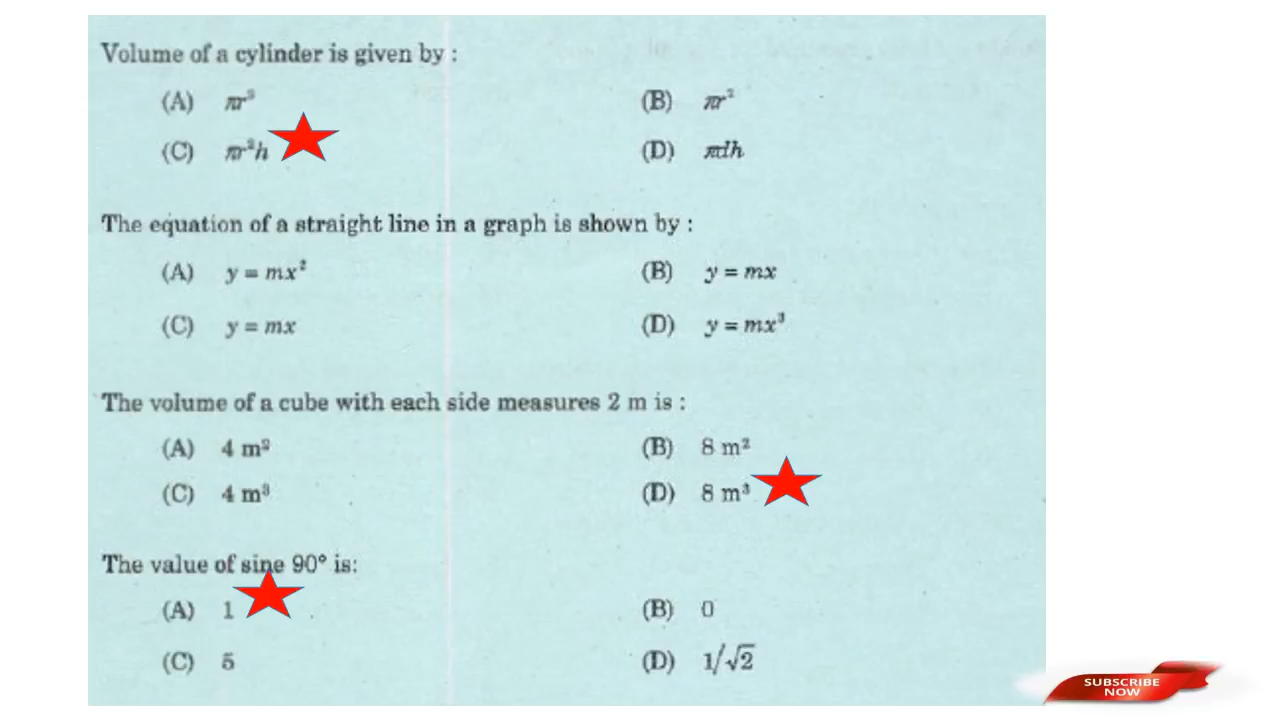 Volume of a cylinder is given by :
(A) πr³ (B) πr²
(C) πr²h (D) πdh
The equation of a straight line in a graph is shown by :
(A) y = mx² (B) y = mx
(C) y = mx (D) y = mx³
The volume of a cube with each side measures 2 m is :
(A) 4 m² (B) 8 m²
(C) 4 m³ (D) 8 m³
The value of sine 90° is:
(A) 1 (B) 0
(C) 5 (D) 1/√2
SUBSCRIBE
NOW